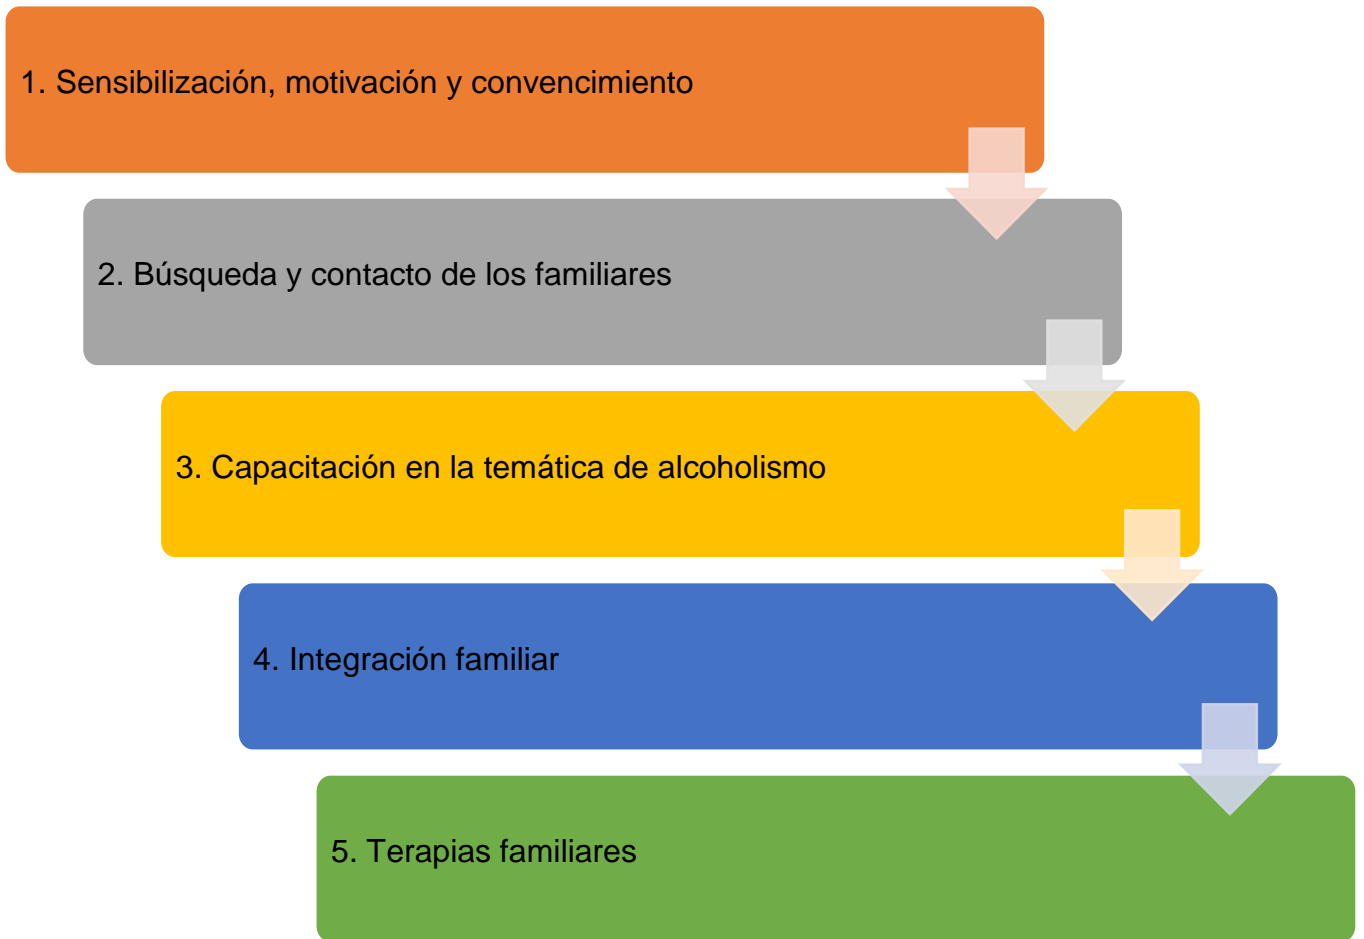 1. Sensibilización, motivación y convencimiento
2. Búsqueda y contacto de los familiares
3. Capacitación en la temática de alcoholismo
4. Integración familiar
5. Terapias familiares